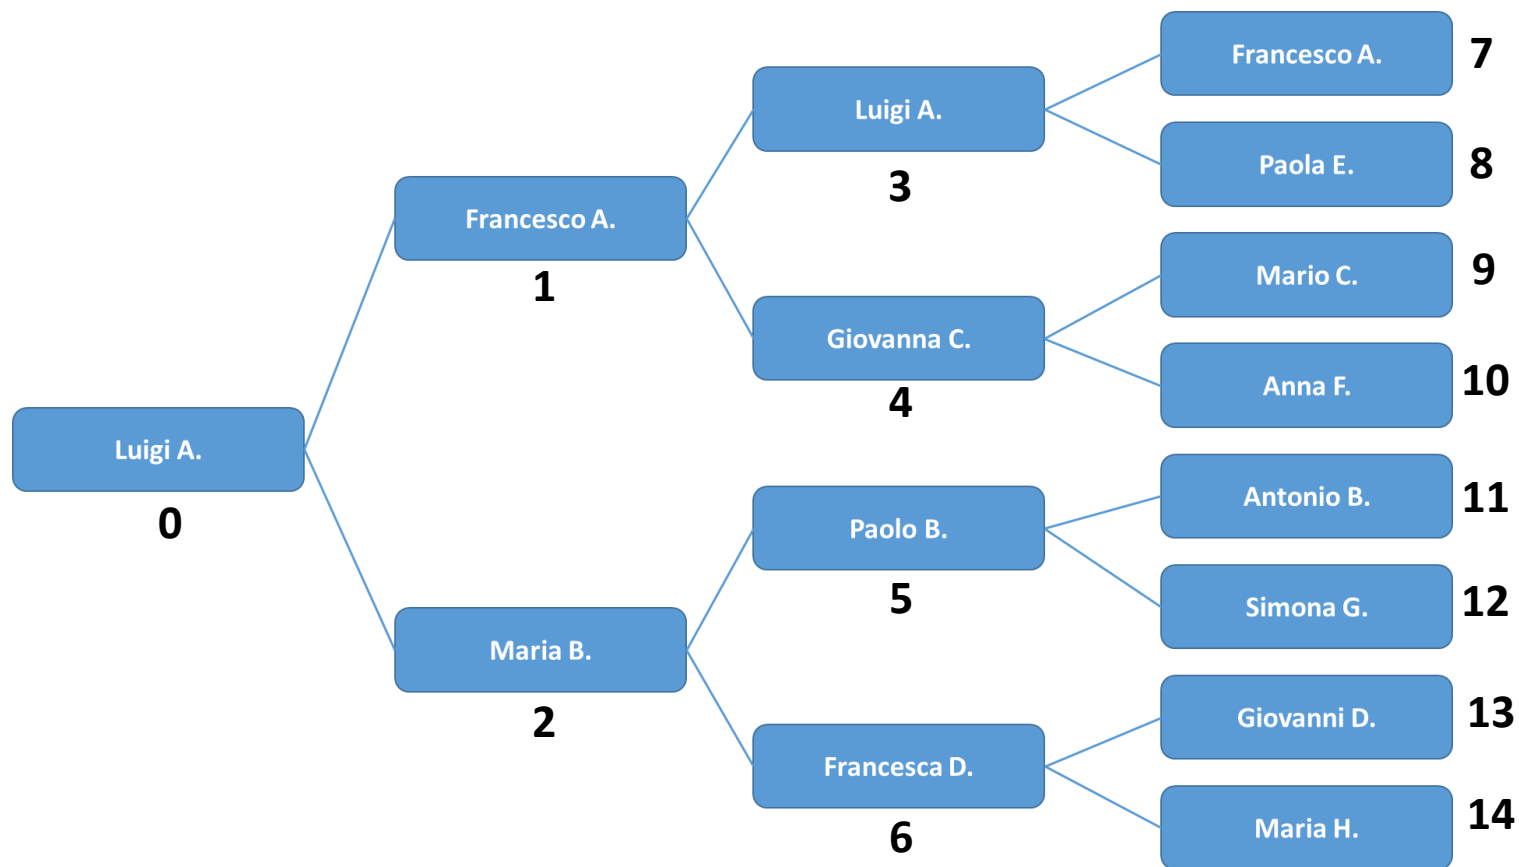 Luigi A.
0
Francesco A.
1
Maria B.
2
Luigi A.
3
Giovanna C.
4
Paolo B.
5
Francesca D.
6
Francesco A. 7
Paola E. 8
Mario C. 9
Anna F. 10
Antonio B. 11
Simona G. 12
Giovanni D. 13
Maria H. 14